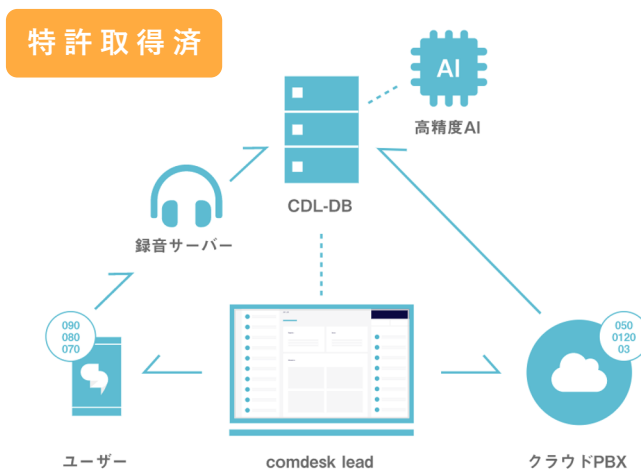 特許取得済
AI
高精度AI
CDL-DB
録音サーバー
090
080
070
050
0120
03
ユーザー
comdesk lead
クラウドPBX